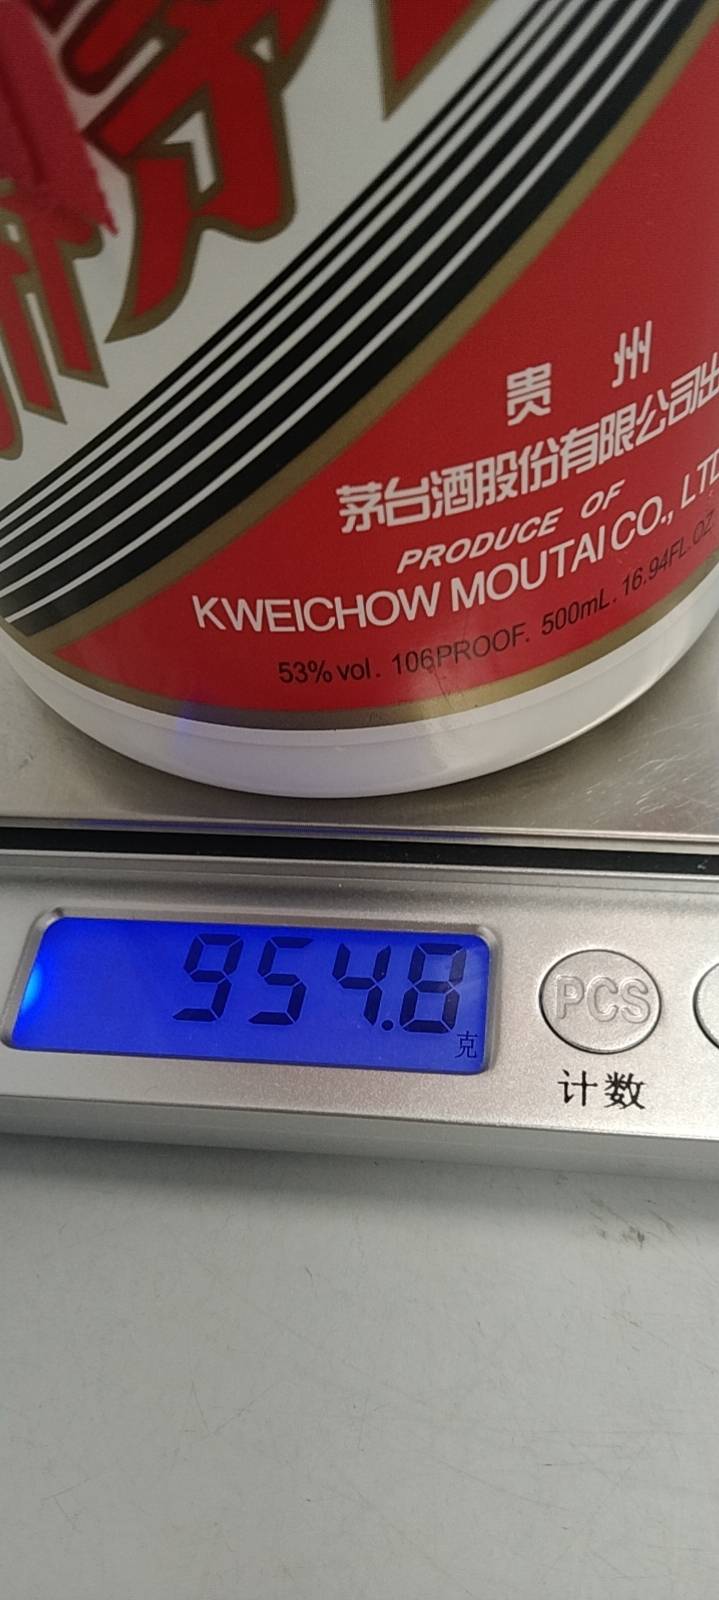 贵州
茅台酒股份有限公司出
PRODUCE OF
KWEICHOW MOUTAI CO., LTD
53% vol. 106PROOF. 500mL. 16.94FL.OZ
954.8
克
PCS
计数